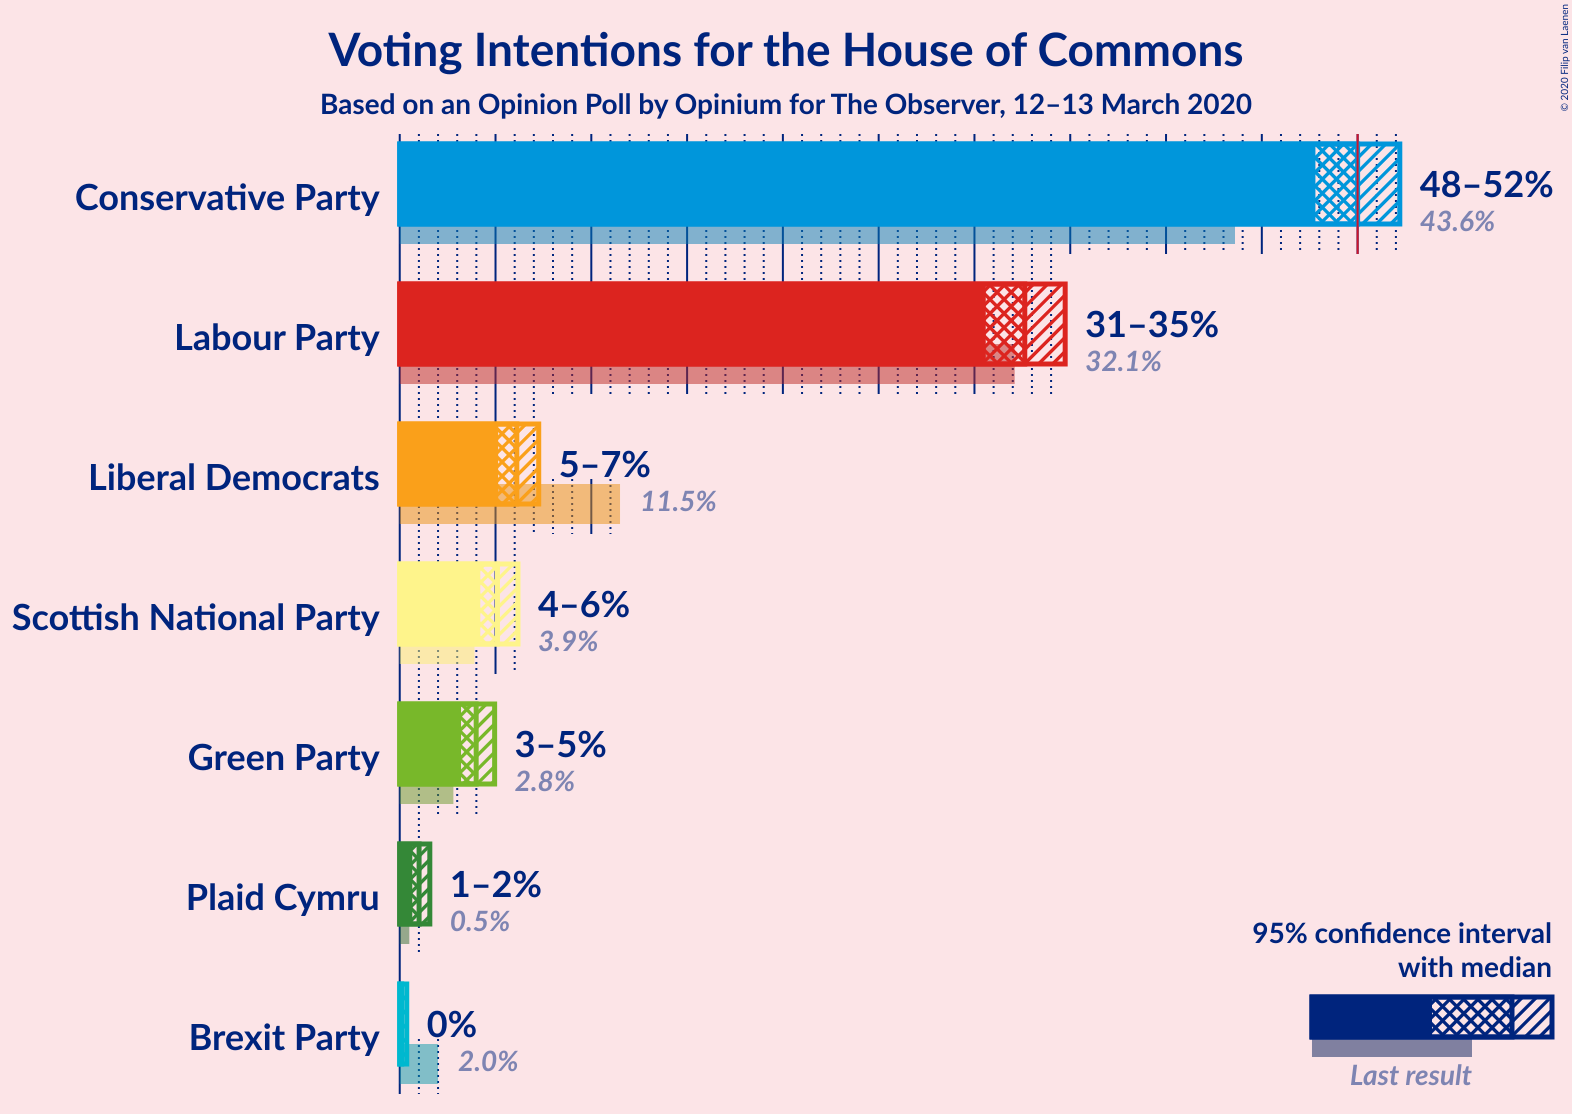 Voting Intentions for the House of Commons
Based on an Opinion Poll by Opinium for The Observer, 12–13 March 2020
© 2020 Filip van Laenen
Conservative Party
48–52%
43.6%
Labour Party
31–35%
32.1%
Liberal Democrats
5–7%
11.5%
Scottish National Party
4–6%
3.9%
Green Party
3–5%
2.8%
Plaid Cymru
1–2%
0.5%
Brexit Party
0%
2.0%
95% confidence interval
with median
Last result